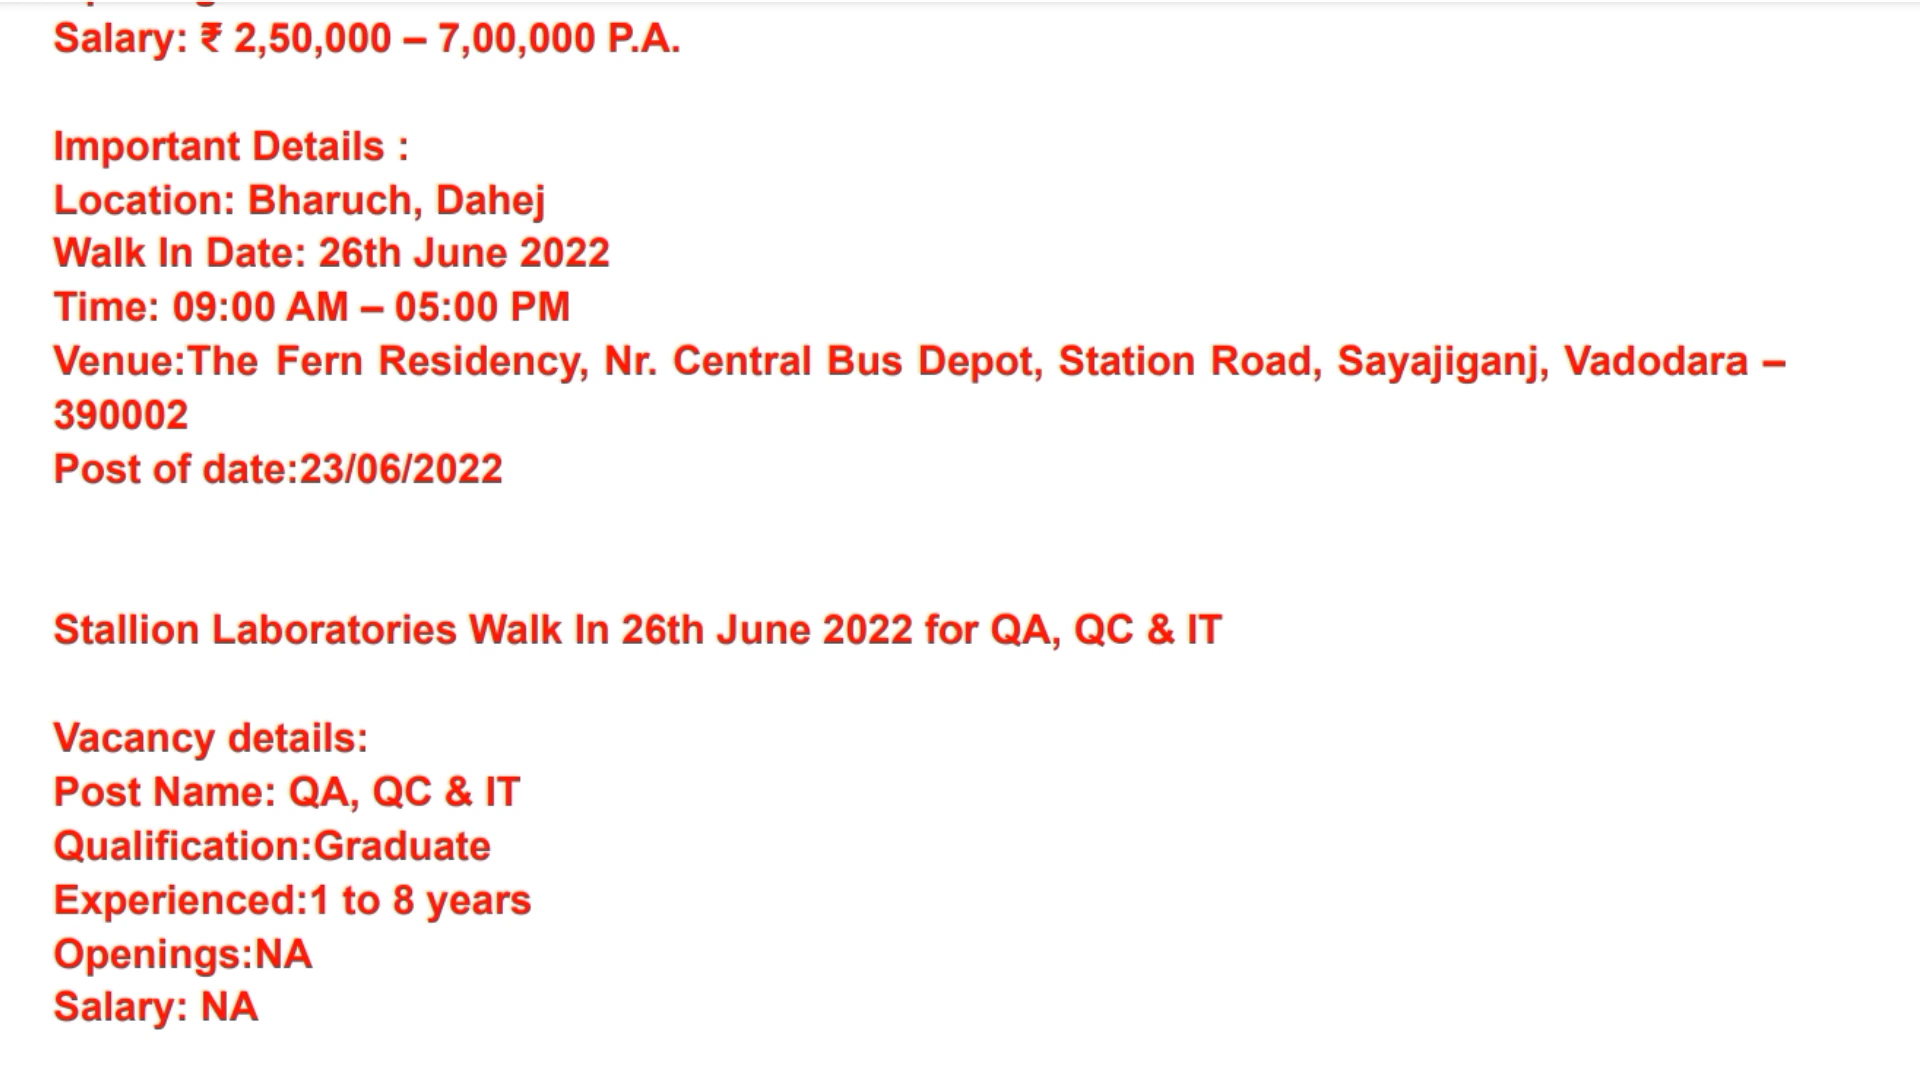 Salary: ₹ 2,50,000 – 7,00,000 P.A.
Important Details :
Location: Bharuch, Dahej
Walk In Date: 26th June 2022
Time: 09:00 AM – 05:00 PM
Venue:The Fern Residency, Nr. Central Bus Depot, Station Road, Sayajiganj, Vadodara –
390002
Post of date:23/06/2022
Stallion Laboratories Walk In 26th June 2022 for QA, QC & IT
Vacancy details:
Post Name: QA, QC & IT
Qualification:Graduate
Experienced:1 to 8 years
Openings:NA
Salary: NA